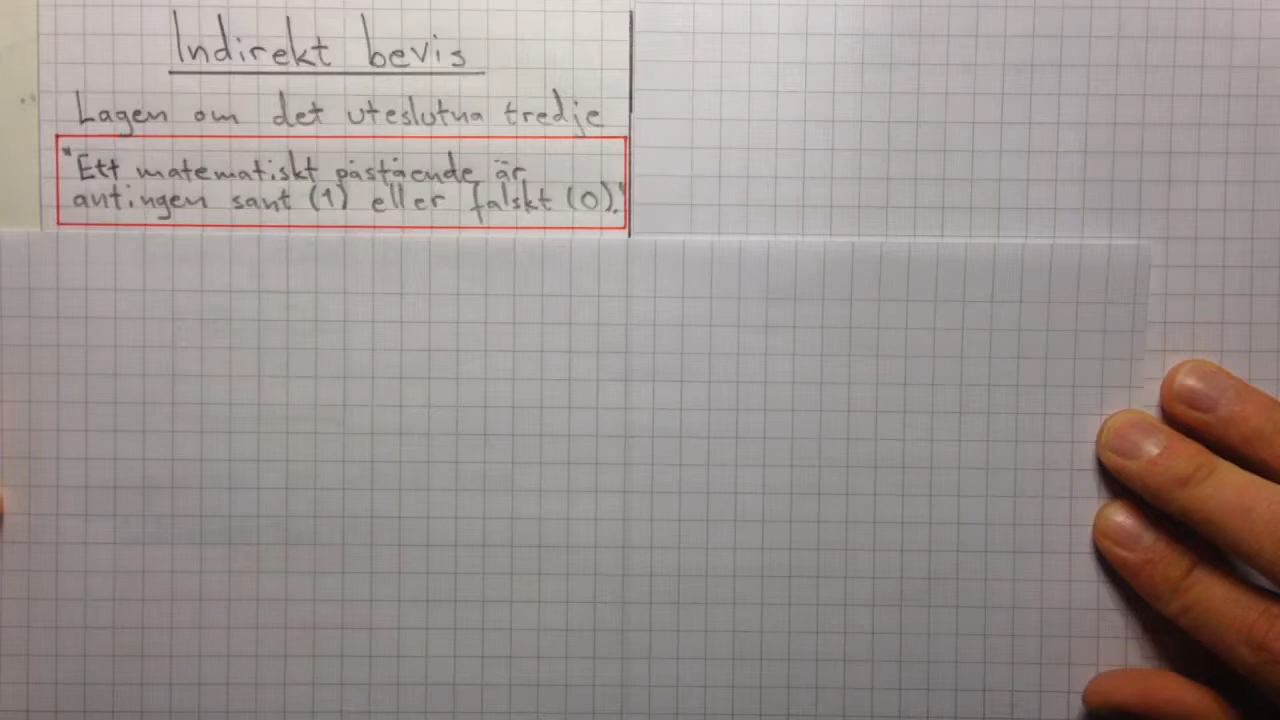 Indirekt bevis
Lagen om det uteslutna tredje
"Ett matematiskt påstående är
antingen sant (1) eller falskt (0)."